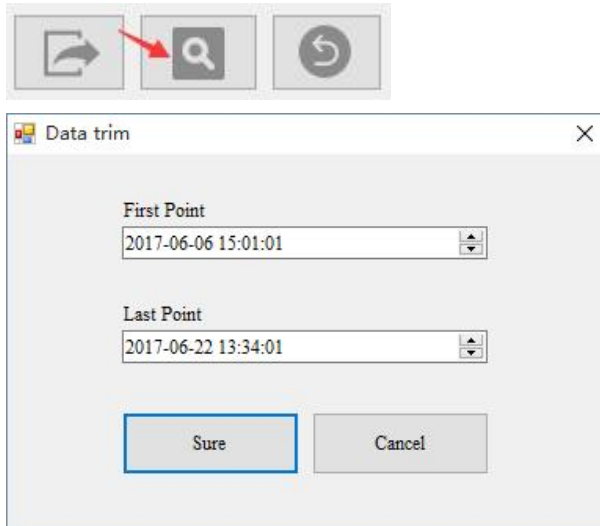 Data trim
First Point
2017-06-06 15:01:01
Last Point
2017-06-22 13:34:01
Sure
Cancel